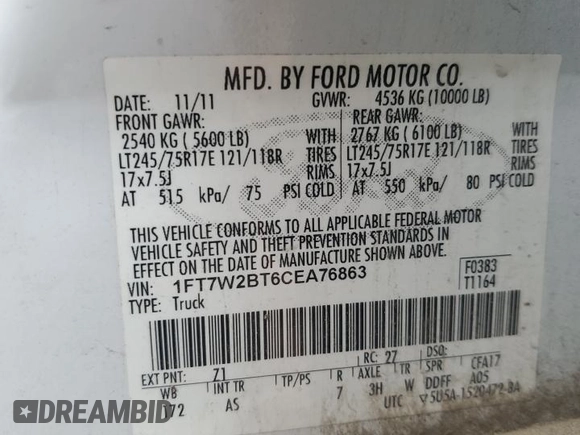 MFD. BY FORD MOTOR CO.
DATE: 11/11 GVWR: 4536 KG (10000 LB)
FRONT GAWR: REAR GAWR:
2540 KG ( 5600 LB) WITH 2767 KG ( 6100 LB) WITH
LT245/75R17E 121/118R TIRES LT245/75R17E 121/118R TIRES
17x7.5J RIMS 17x7.5J RIMS
AT 515 kPa/ 75 PSI COLD AT 550 kPa/ 80 PSI COLD
THIS VEHICLE CONFORMS TO ALL APPLICABLE FEDERAL MOTOR
VEHICLE SAFETY AND THEFT PREVENTION STANDARDS IN
EFFECT ON THE DATE OF MANUFACTURE SHOWN ABOVE.
VIN: 1FT7W2BT6CEA76863 F0383
TYPE: Truck T1164
EXT PNT: Z1 RC: 27 DSO:
WB INT TR TP/PS R AXLE TR SPR CFA17
172 AS 7 3H W DDFF A05
UTC ▽5U5A-1520472-BA
DREAMBID